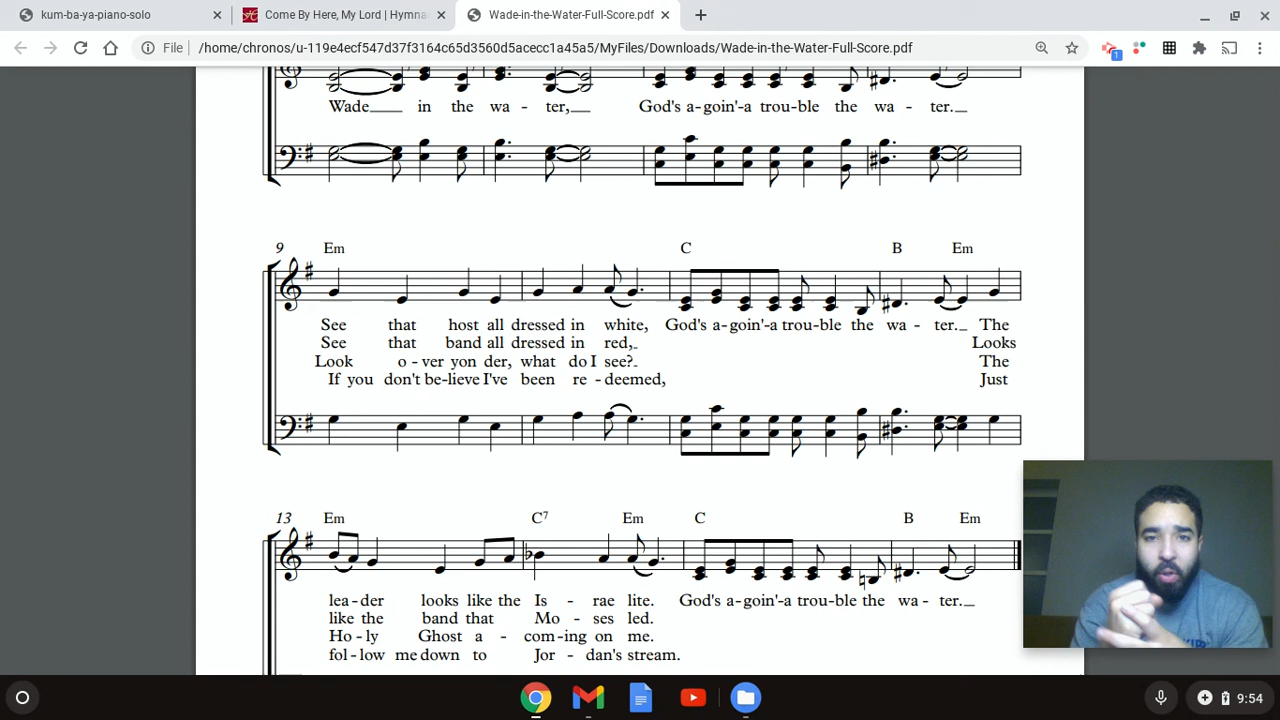 kum-ba-ya-piano-solo
Come By Here, My Lord | Hymna
Wade-in-the-Water-Full-Score.pdf
File | /home/chronos/u-119e4ecf547d37f3164c65d3560d5acecc1a45a5/MyFiles/Downloads/Wade-in-the-Water-Full-Score.pdf
1
Wade____ in the wa - ter,___ God's a-goin'-a trou-ble the wa - ter.__
9 Em C B Em
See that host all dressed in white, God's a-goin'-a trou-ble the wa - ter._ The
See that band all dressed in red,_ Looks
Look o - ver yon der, what do I see?_ The
If you don't be-lieve I've been re - deemed, Just
13 Em C7 Em C B Em
lea - der looks like the Is - rae lite. God's a-goin'-a trou-ble the wa - ter.__
like the band that Mo - ses led.
Ho - ly Ghost a - com-ing on me.
fol - low me down to Jor - dan's stream.
9:54